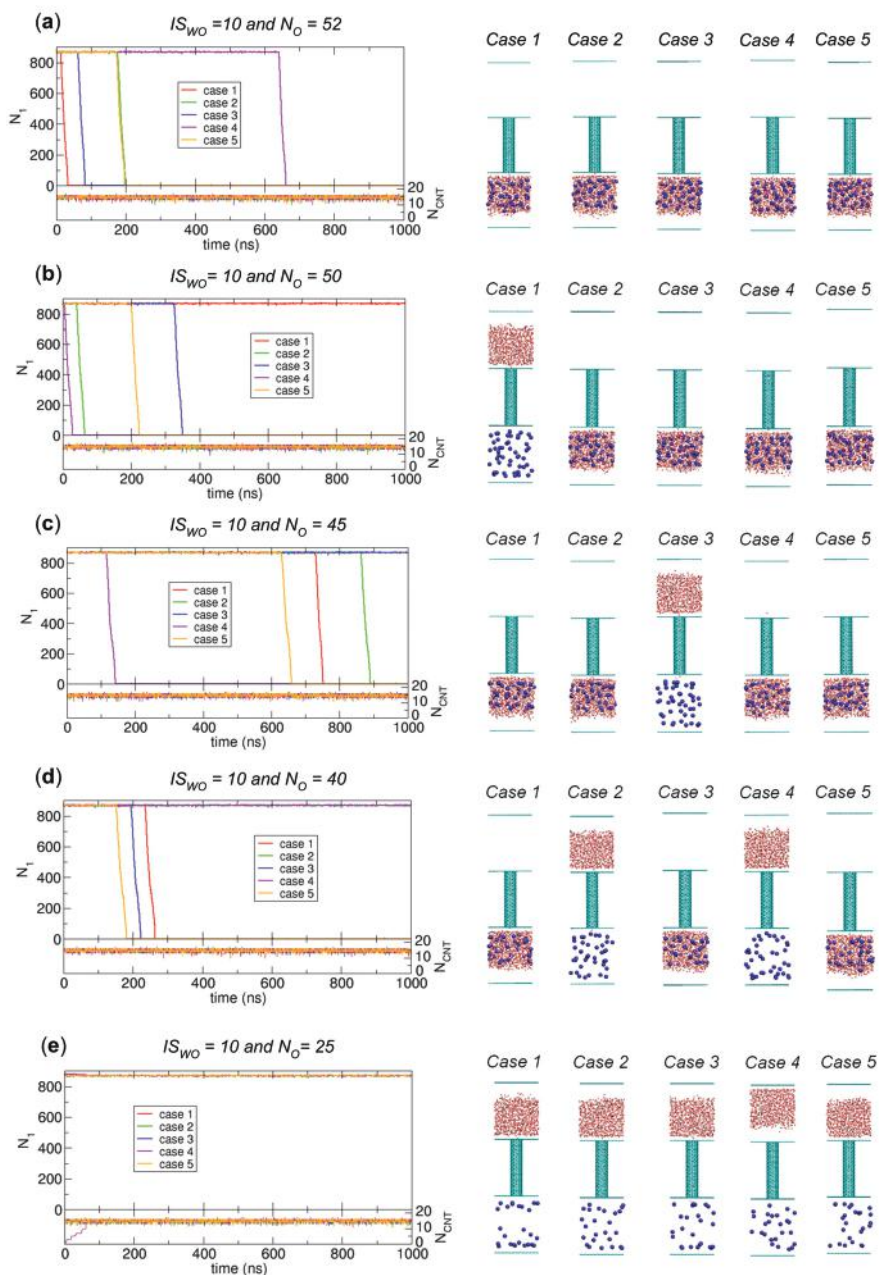 (a) IS_WO =10 and N_O = 52
Case 1 Case 2 Case 3 Case 4 Case 5
800
600
400
200
0
N_1
case 1
case 2
case 3
case 4
case 5
20
10
0
N_CNT
0 200 400 600 800 1000
time (ns)
(b) IS_WO= 10 and N_O = 50
Case 1 Case 2 Case 3 Case 4 Case 5
800
600
400
200
0
N_1
case 1
case 2
case 3
case 4
case 5
20
10
0
N_CNT
0 200 400 600 800 1000
time (ns)
(c) IS_WO = 10 and N_O = 45
Case 1 Case 2 Case 3 Case 4 Case 5
800
600
400
200
0
N_1
case 1
case 2
case 3
case 4
case 5
20
10
0
N_CNT
0 200 400 600 800 1000
time (ns)
(d) IS_WO = 10 and N_O = 40
Case 1 Case 2 Case 3 Case 4 Case 5
800
600
400
200
0
N_1
case 1
case 2
case 3
case 4
case 5
20
10
0
N_CNT
0 200 400 600 800 1000
time (ns)
(e) IS_WO = 10 and N_O= 25
Case 1 Case 2 Case 3 Case 4 Case 5
800
600
400
200
0
N_1
case 1
case 2
case 3
case 4
case 5
20
10
0
N_CNT
0 200 400 600 800 1000
time (ns)